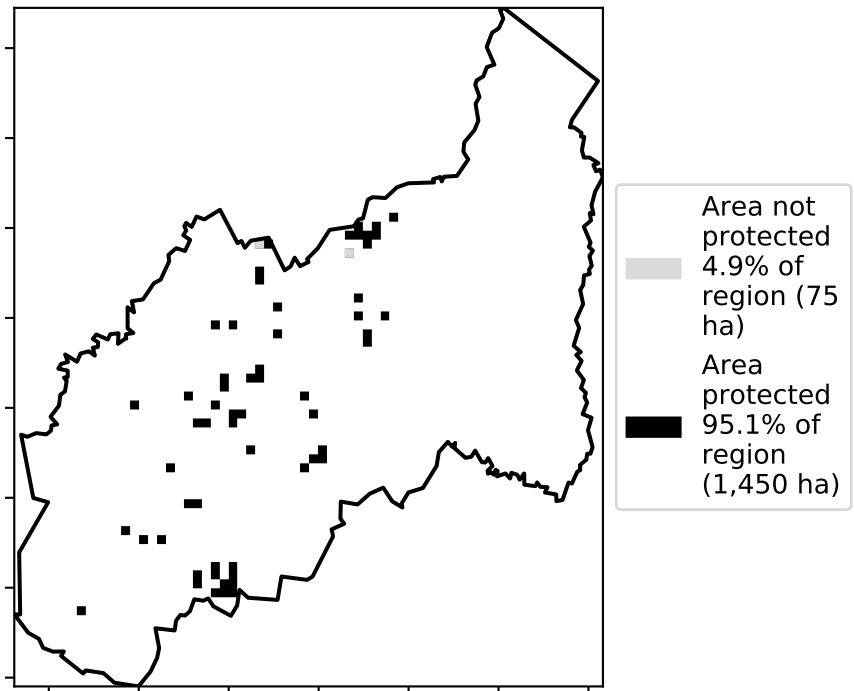 Area not
protected
4.9% of
region (75
ha)
Area
protected
95.1% of
region
(1,450 ha)